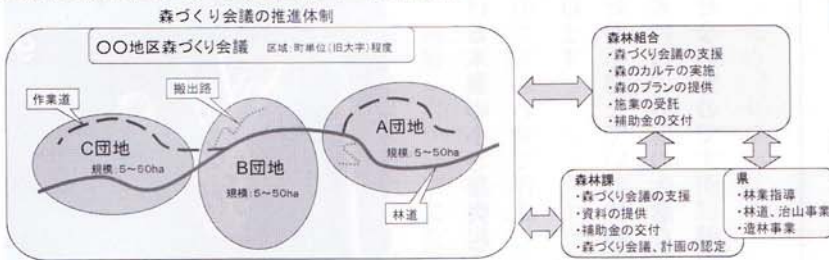 森づくり会議の推進体制
〇〇地区森づくり会議 区域:町単位(旧大字)程度
作業道
搬出路
C団地
規模:5~50ha
B団地
規模:5~50ha
A団地
規模:5~50ha
林道
森林組合
・森づくり会議の支援
・森のカルテの実施
・森のプランの提供
・施業の受託
・補助金の交付
森林課
・森づくり会議の支援
・資料の提供
・補助金の交付
・森づくり会議、計画の認定
県
・林業指導
・林道、治山事業
・造林事業